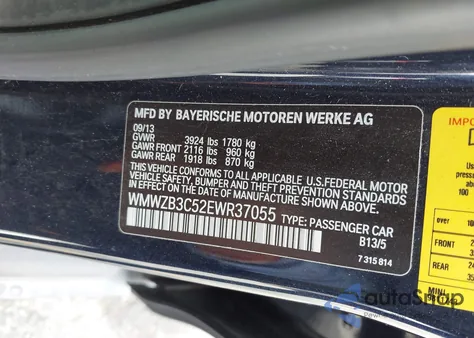 MFD BY BAYERISCHE MOTOREN WERKE AG
09/13
GVWR 3924 lbs 1780 kg
GAWR FRONT 2116 lbs 960 kg
GAWR REAR 1918 lbs 870 kg
THIS VEHICLE CONFORMS TO ALL APPLICABLE U.S. FEDERAL MOTOR
VEHICLE SAFETY, BUMPER, AND THEFT PREVENTION STANDARDS IN
EFFECT ON THE DATE OF MANUFACTURE SHOWN ABOVE.
WMWZB3C52EWR37055 TYPE: PASSENGER CAR
B13/5
7 315 814
FRONT
REAR
MINI
autoSnap